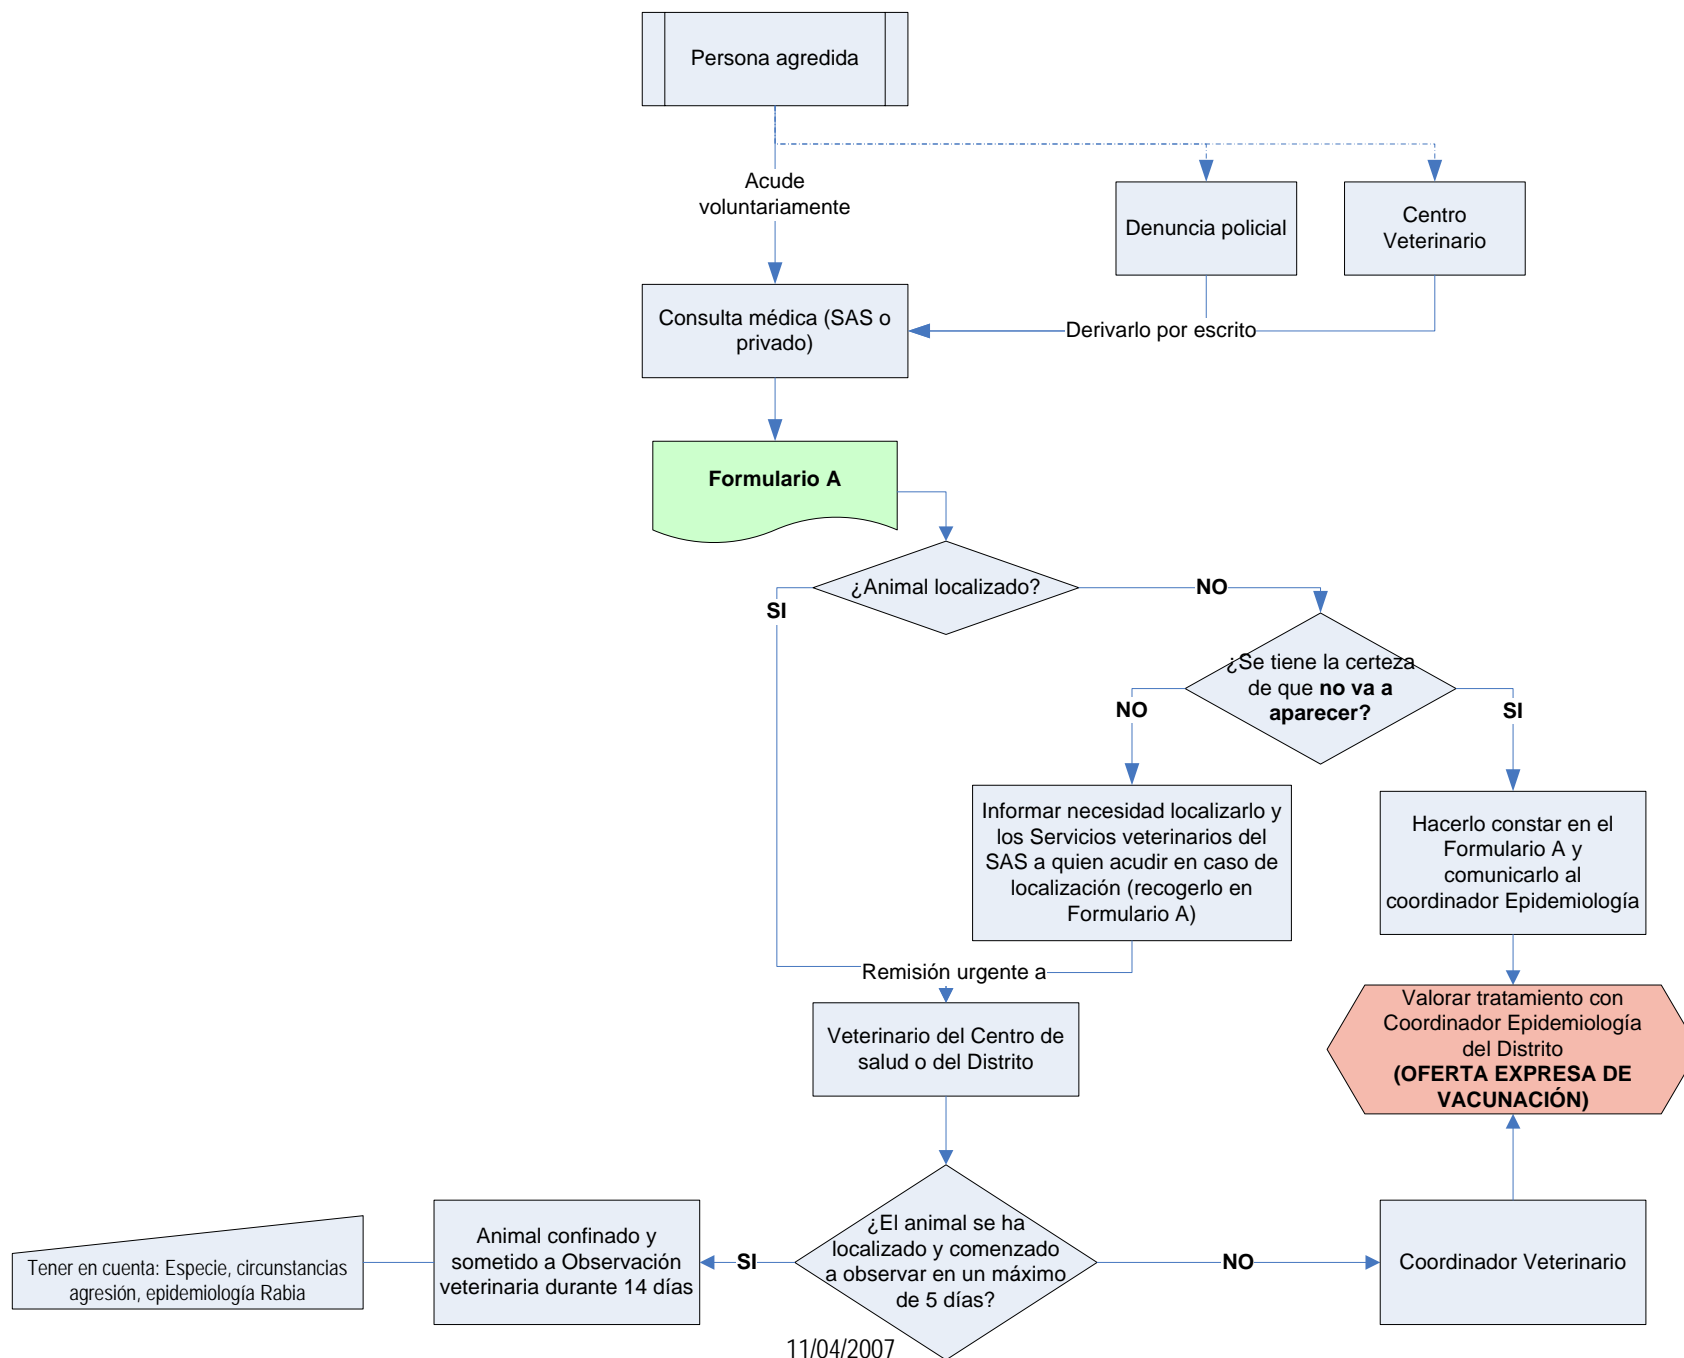 Persona agredida
Acude
voluntariamente
Denuncia policial
Centro
Veterinario
Consulta médica (SAS o
privado)
Derivarlo por escrito
Formulario A
¿Animal localizado?
SI
NO
¿Se tiene la certeza
de que no va a
aparecer?
NO
SI
Informar necesidad localizarlo y
los Servicios veterinarios del
SAS a quien acudir en caso de
localización (recogerlo en
Formulario A)
Hacerlo constar en el
Formulario A y
comunicarlo al
coordinador Epidemiología
Remisión urgente a
Veterinario del Centro de
salud o del Distrito
Valorar tratamiento con
Coordinador Epidemiología
del Distrito
(OFERTA EXPRESA DE
VACUNACIÓN)
Tener en cuenta: Especie, circunstancias
agresión, epidemiología Rabia
Animal confinado y
sometido a Observación
veterinaria durante 14 días
SI
¿El animal se ha
localizado y comenzado
a observar en un máximo
de 5 días?
NO
Coordinador Veterinario
11/04/2007